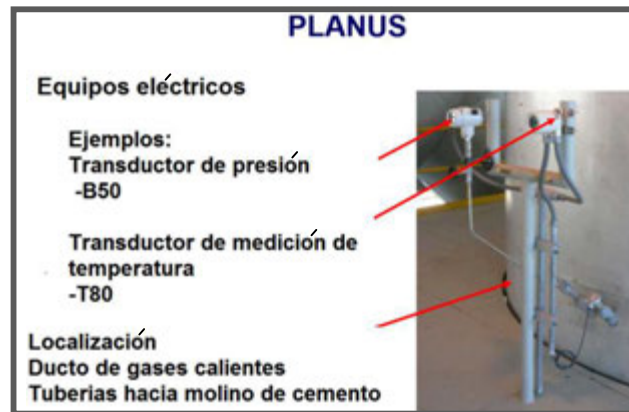 PLANUS
Equipos eléctricos
Ejemplos:
Transductor de presión
-B50
Transductor de medición de
temperatura
-T80
Localización
Ducto de gases calientes
Tuberias hacia molino de cemento